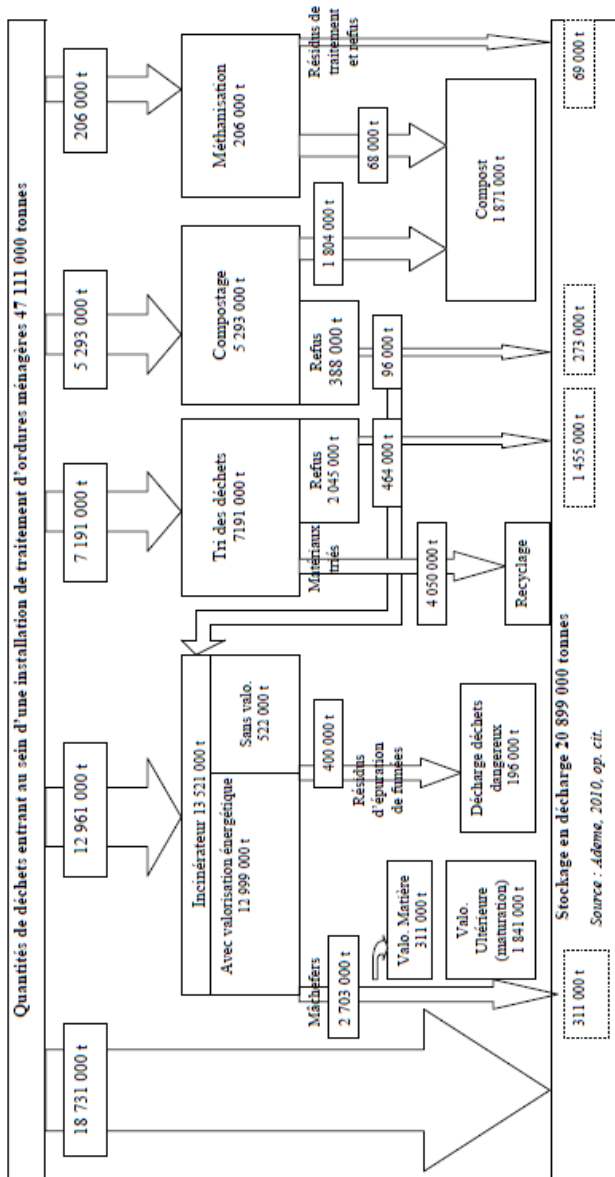 Quantités de déchets entrant au sein d'une installation de traitement d'ordures ménagères 47 111 000 tonnes
18 731 000 t
12 961 000 t
7 191 000 t
5 293 000 t
206 000 t
Incinérateur 13 521 000 t
Avec valorisation énergétique
12 999 000 t
Sans valo.
522 000 t
Tri des déchets
7191 000 t
Compostage
5 293 000 t
Méthanisation
206 000 t
Refus
2 045 000 t
Refus
388 000 t
Mâchefers
2 703 000 t
400 000 t
Résidus
d'épuration
de fumées
Matériaux
triés
4 050 000 t
464 000 t
96 000 t
1 804 000 t
68 000 t
Résidus de
traitement
et refus
Valo. Matière
311 000 t
Valo.
Ultérieure
(maturation)
1 841 000 t
Décharge déchets
dangereux
196 000 t
Recyclage
Compost
1 871 000 t
Stockage en décharge 20 899 000 tonnes
311 000 t
Source : Ademe, 2010, op. cit.
1 455 000 t
273 000 t
69 000 t